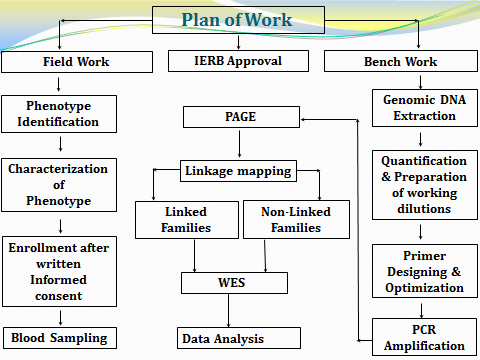 Plan of Work
Field Work
IERB Approval
Bench Work
Phenotype
Identification
Characterization
of
Phenotype
Enrollment after
written
Informed
consent
Blood Sampling
PAGE
Linkage mapping
Linked
Families
Non-Linked
Families
WES
Data Analysis
Genomic DNA
Extraction
Quantification
& Preparation
of working
dilutions
Primer
Designing &
Optimization
PCR
Amplification